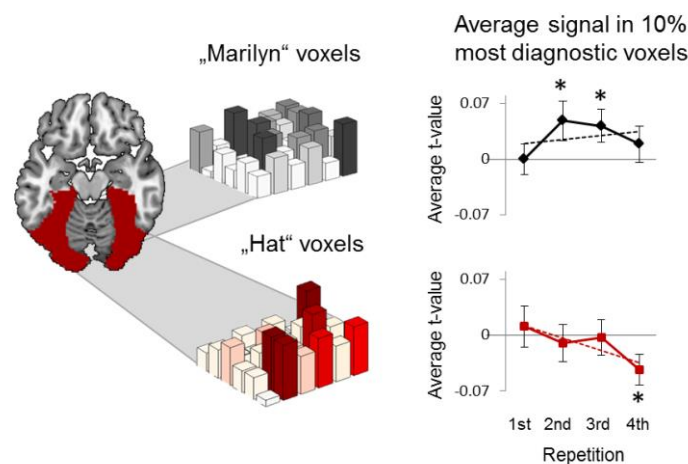 Average signal in 10%
most diagnostic voxels
„Marilyn“ voxels
Average t-value
0.07
0
-0.07
*
*
„Hat“ voxels
Average t-value
0.07
0
-0.07
*
1st 2nd 3rd 4th
Repetition